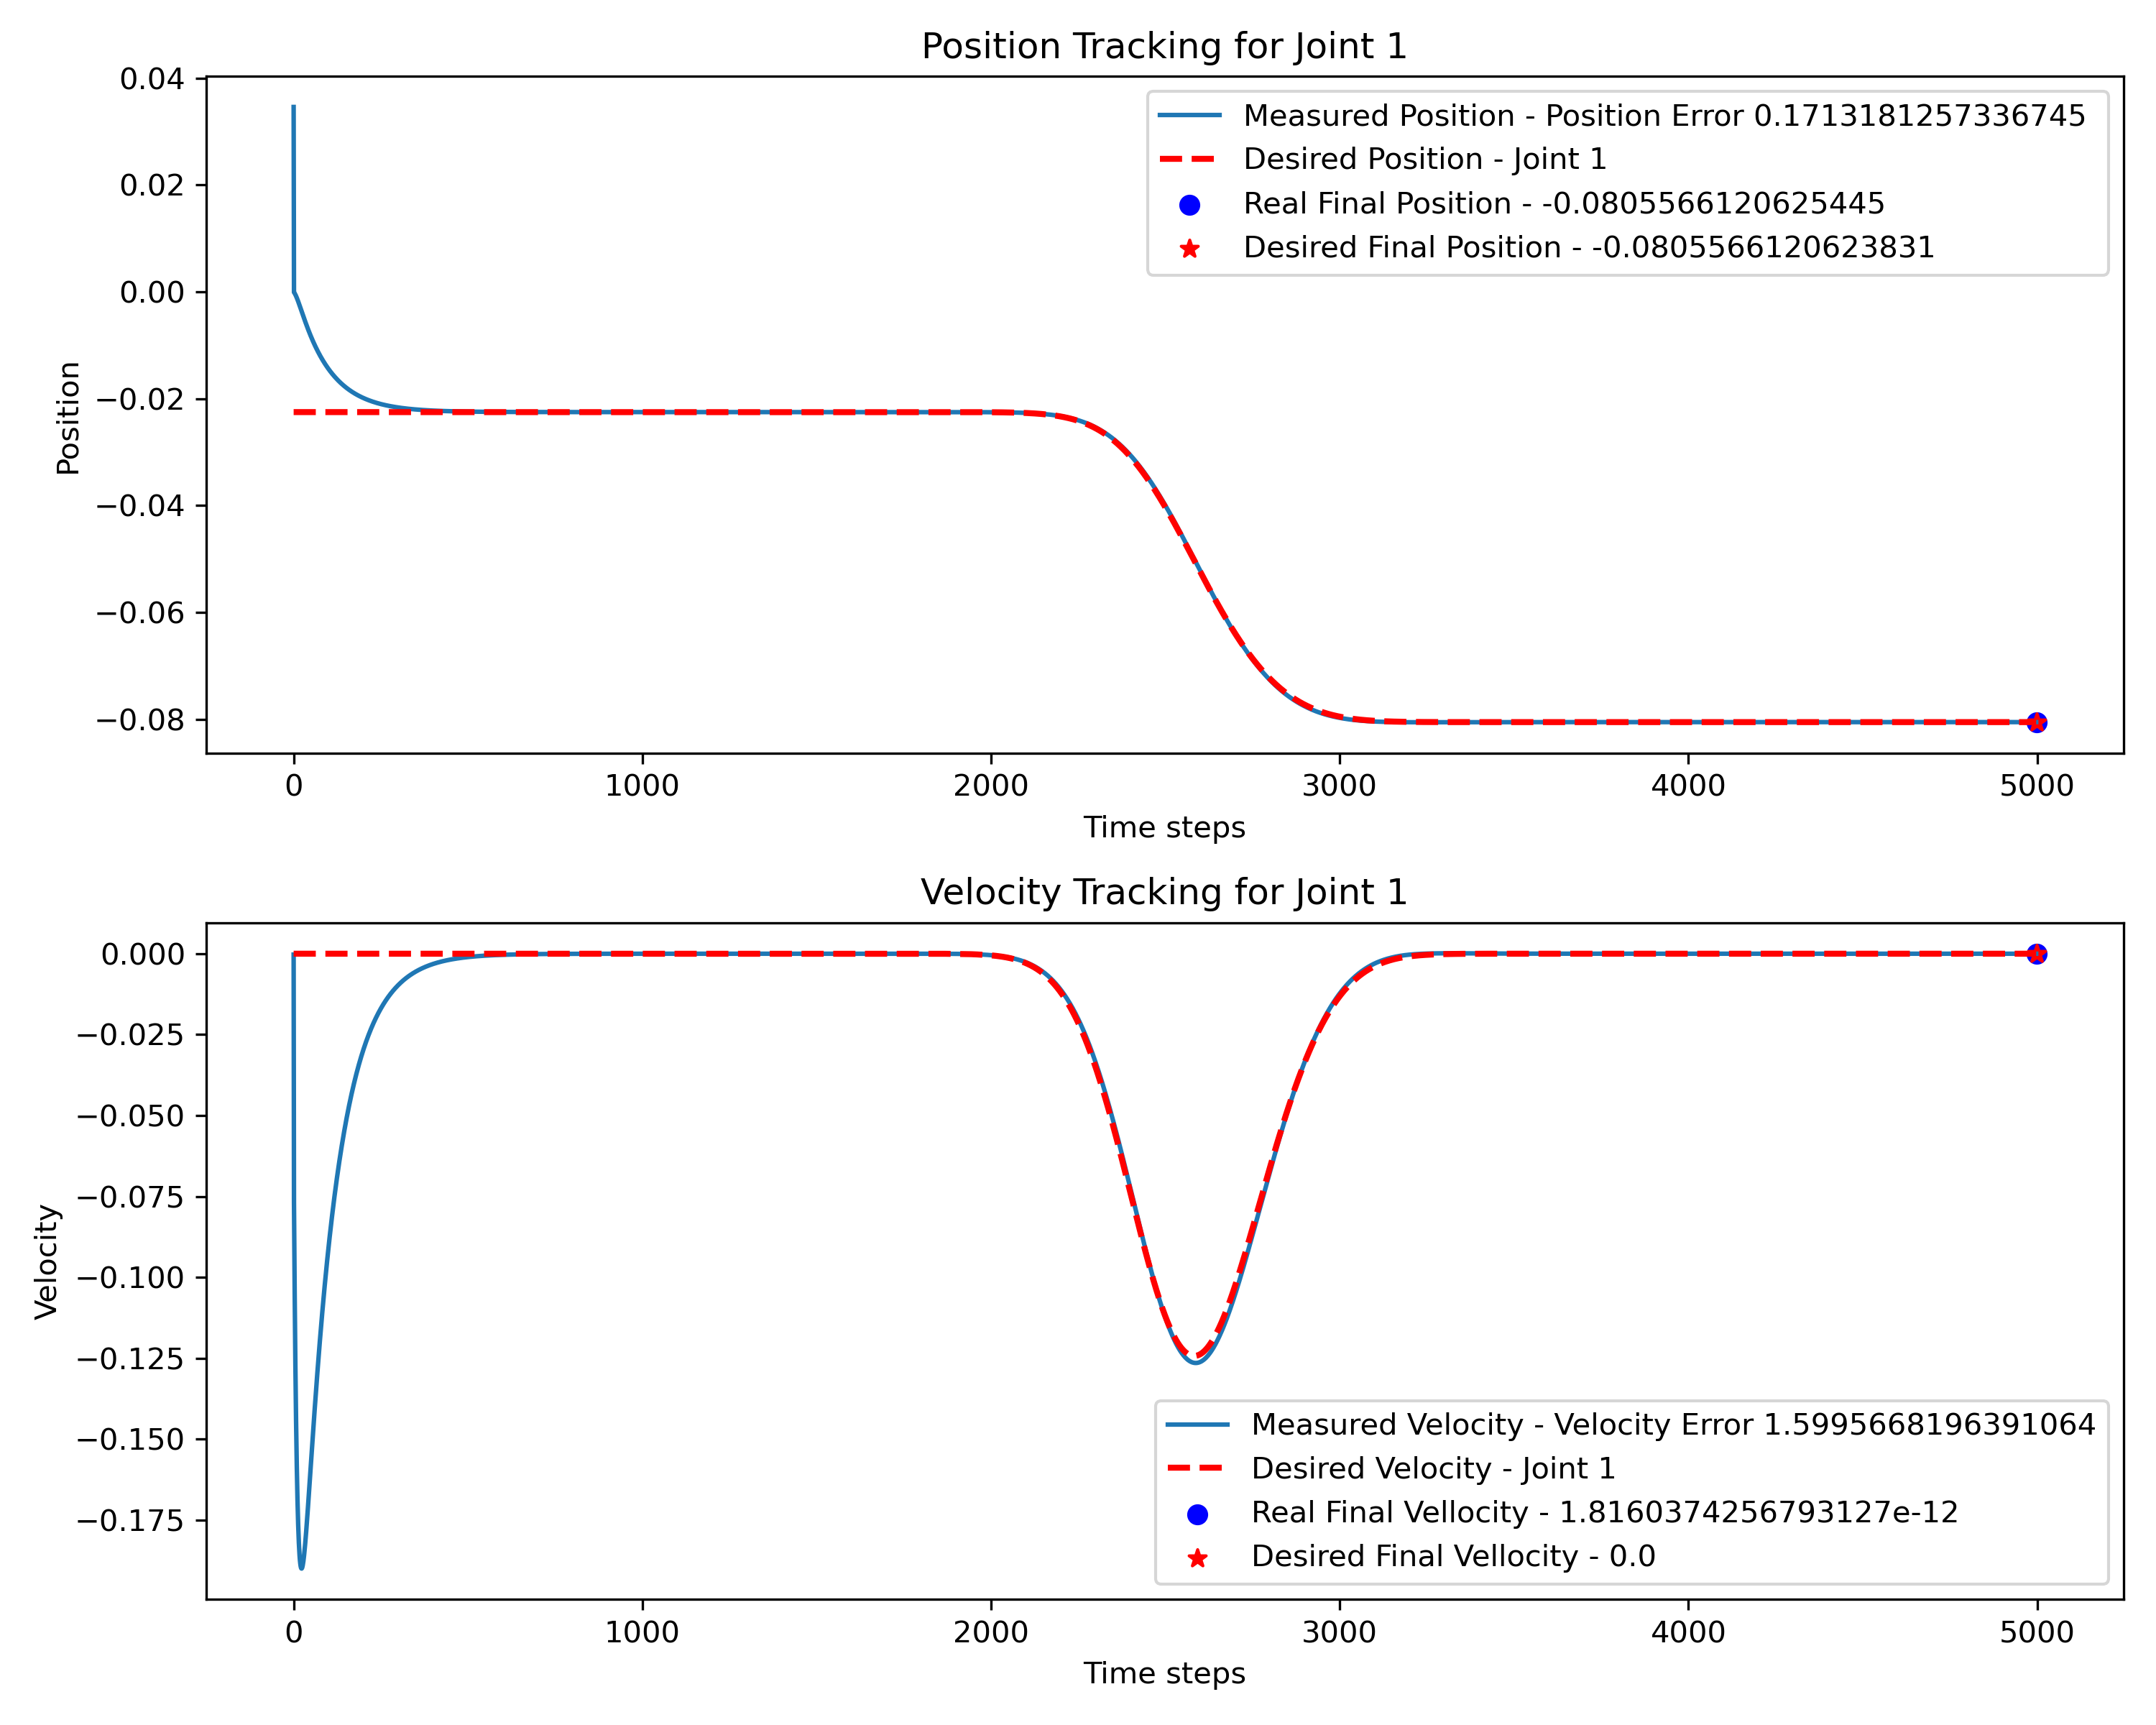 Position Tracking for Joint 1
0.04
0.02
0.00
−0.02
−0.04
−0.06
−0.08
Position
Measured Position - Position Error 0.1713181257336745
Desired Position - Joint 1
Real Final Position - -0.0805566120625445
Desired Final Position - -0.0805566120623831
0 1000 2000 3000 4000 5000
Time steps
Velocity Tracking for Joint 1
0.000
−0.025
−0.050
−0.075
−0.100
−0.125
−0.150
−0.175
Velocity
Measured Velocity - Velocity Error 1.5995668196391064
Desired Velocity - Joint 1
Real Final Vellocity - 1.8160374256793127e-12
Desired Final Vellocity - 0.0
0 1000 2000 3000 4000 5000
Time steps